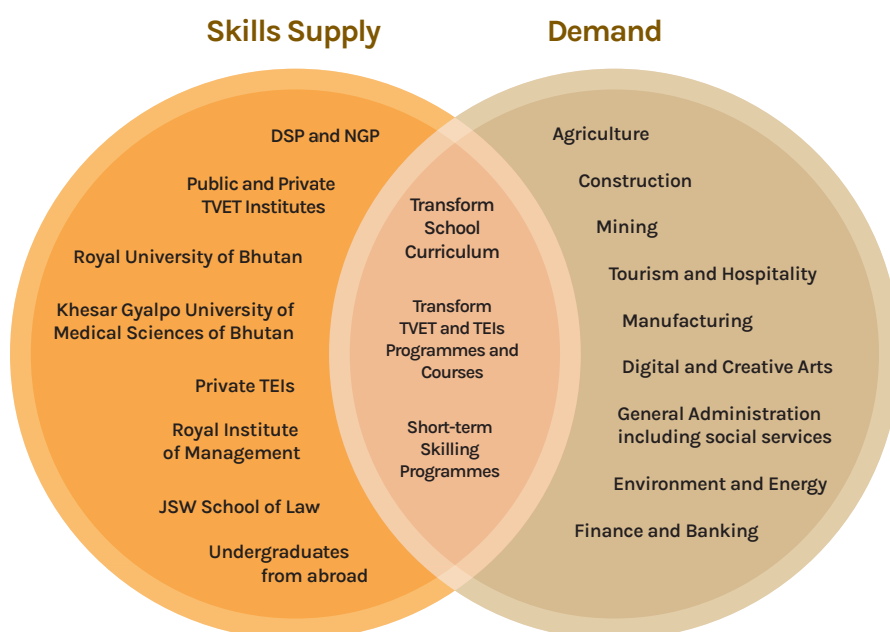 Skills Supply
Demand
DSP and NGP
Public and Private
TVET Institutes
Royal University of Bhutan
Khesar Gyalpo University of
Medical Sciences of Bhutan
Private TEIs
Royal Institute
of Management
JSW School of Law
Undergraduates
from abroad
Transform
School
Curriculum
Transform
TVET and TEIs
Programmes and
Courses
Short-term
Skilling
Programmes
Agriculture
Construction
Mining
Tourism and Hospitality
Manufacturing
Digital and Creative Arts
General Administration
including social services
Environment and Energy
Finance and Banking